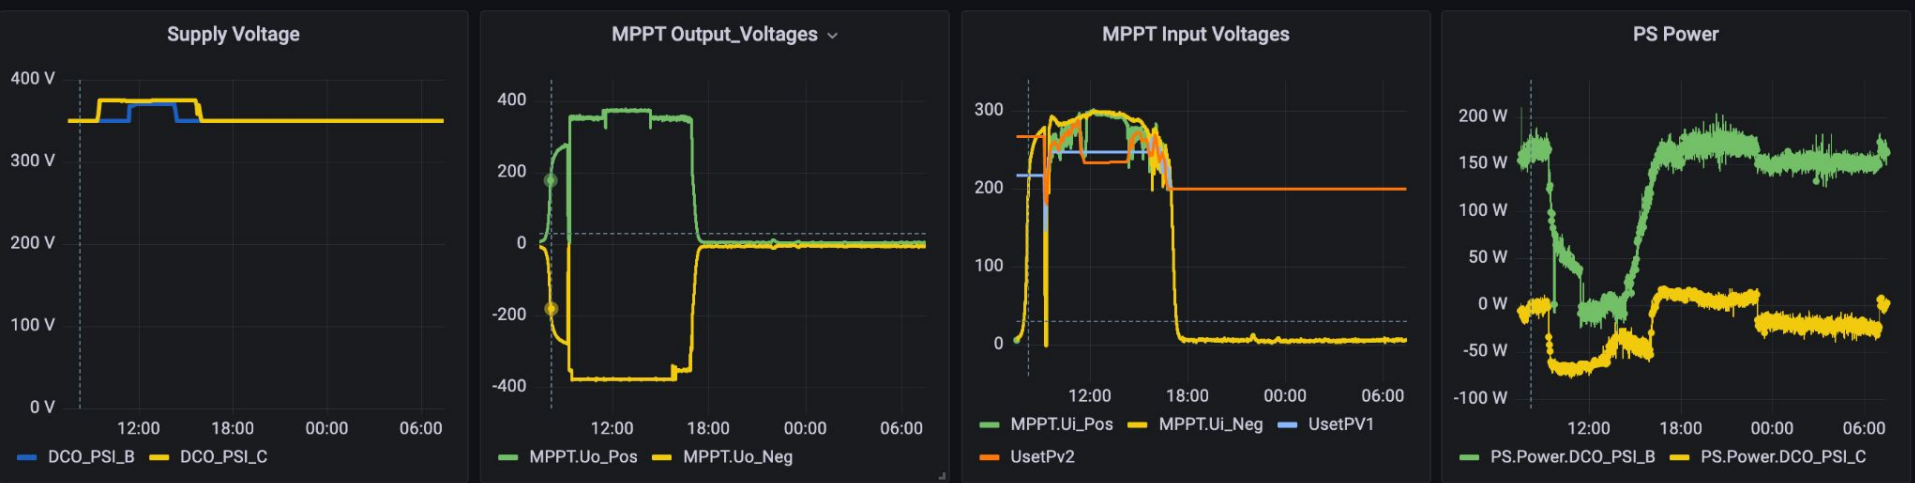 Supply Voltage
400 V
300 V
200 V
100 V
0 V
12:00 18:00 00:00 06:00
DCO_PSI_B DCO_PSI_C
MPPT Output_Voltages
400
200
0
-200
-400
12:00 18:00 00:00 06:00
MPPT.Uo_Pos MPPT.Uo_Neg
MPPT Input Voltages
300
200
100
0
12:00 18:00 00:00 06:00
MPPT.Ui_Pos MPPT.Ui_Neg UsetPV1
UsetPv2
PS Power
200 W
150 W
100 W
50 W
0 W
-50 W
-100 W
12:00 18:00 00:00 06:00
PS.Power.DCO_PSI_B PS.Power.DCO_PSI_C